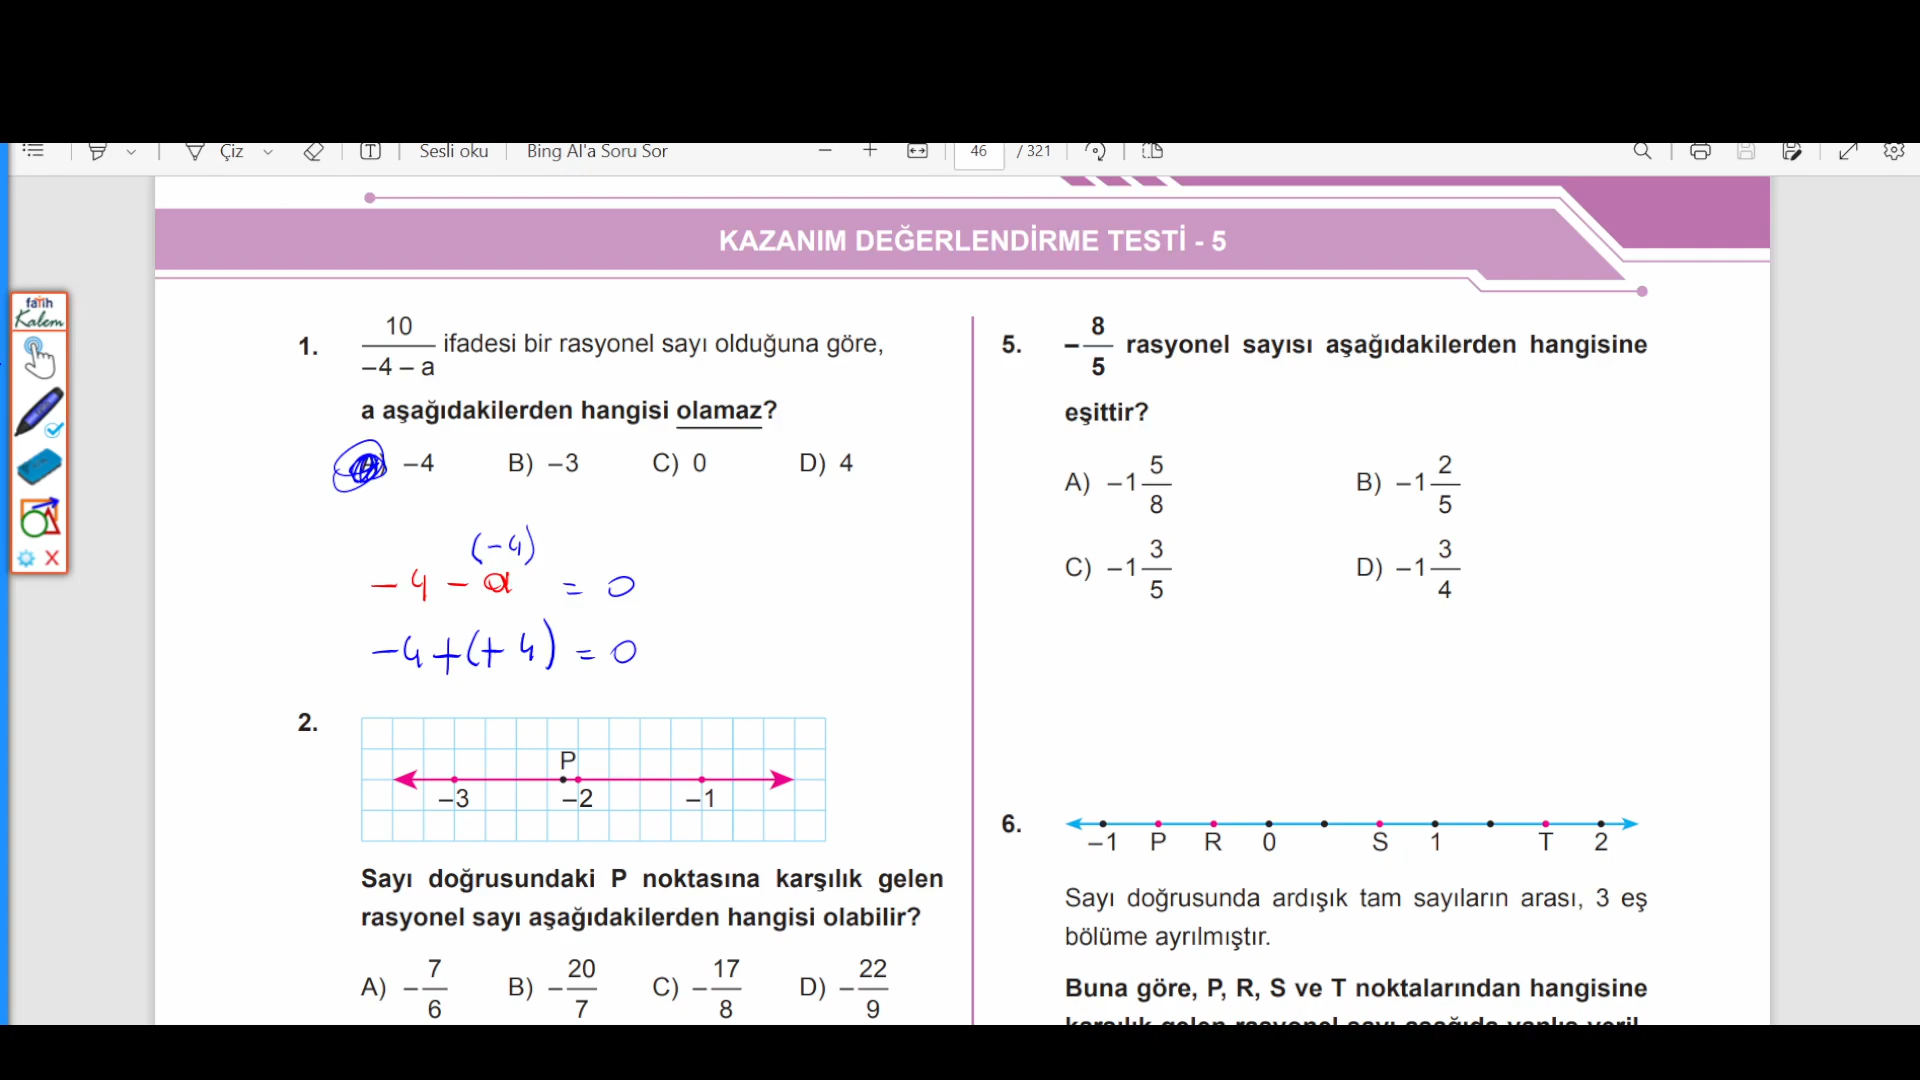 Çiz
Sesli oku
Bing AI'a Soru Sor
46 / 321
KAZANIM DEĞERLENDİRME TESTİ - 5
fatih
Kalem
1. 10/(−4 − a) ifadesi bir rasyonel sayı olduğuna göre,
a aşağıdakilerden hangisi olamaz?
−4 B) −3 C) 0 D) 4
(−4)
−4 − a = 0
−4+(+4) = 0
2.
P
−3 −2 −1
Sayı doğrusundaki P noktasına karşılık gelen
rasyonel sayı aşağıdakilerden hangisi olabilir?
A) −7/6 B) −20/7 C) −17/8 D) −22/9
5. −8/5 rasyonel sayısı aşağıdakilerden hangisine
eşittir?
A) −1 5/8 B) −1 2/5
C) −1 3/5 D) −1 3/4
6.
−1 P R 0 S 1 T 2
Sayı doğrusunda ardışık tam sayıların arası, 3 eş
bölüme ayrılmıştır.
Buna göre, P, R, S ve T noktalarından hangisine